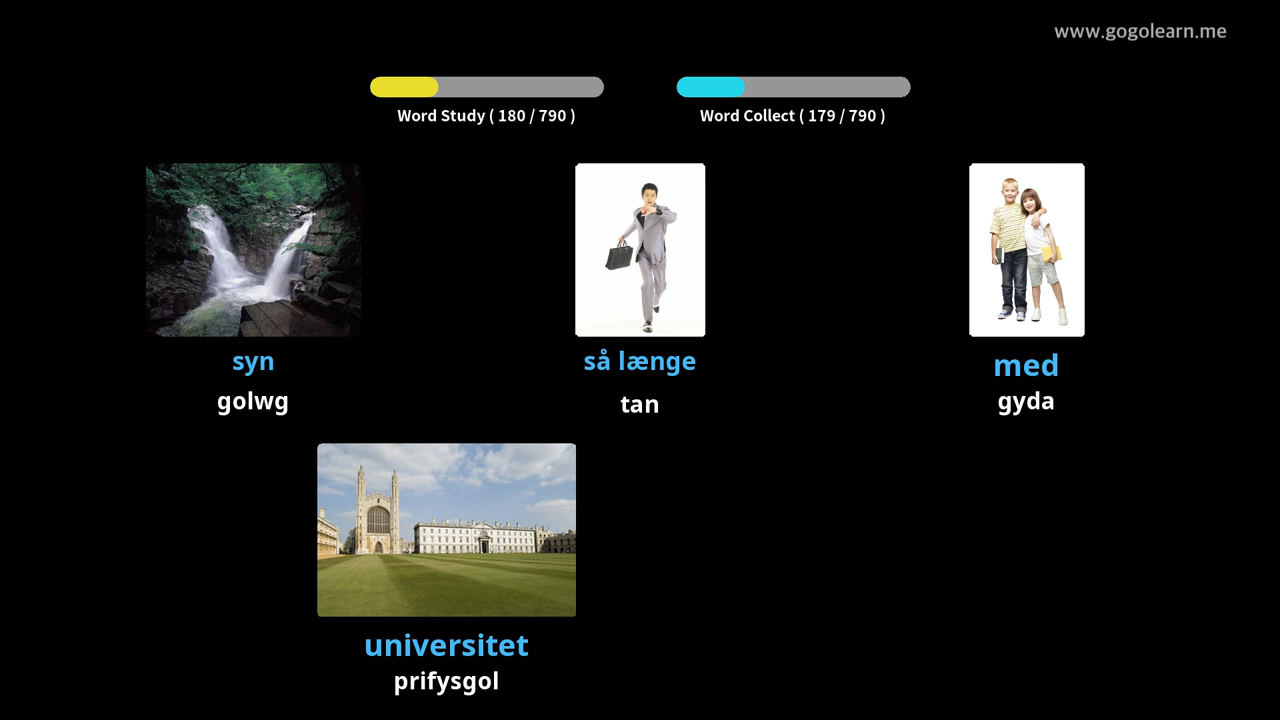 www.gogolearn.me
Word Study ( 180 / 790 )
Word Collect ( 179 / 790 )
syn
golwg
så længe
tan
med
gyda
universitet
prifysgol